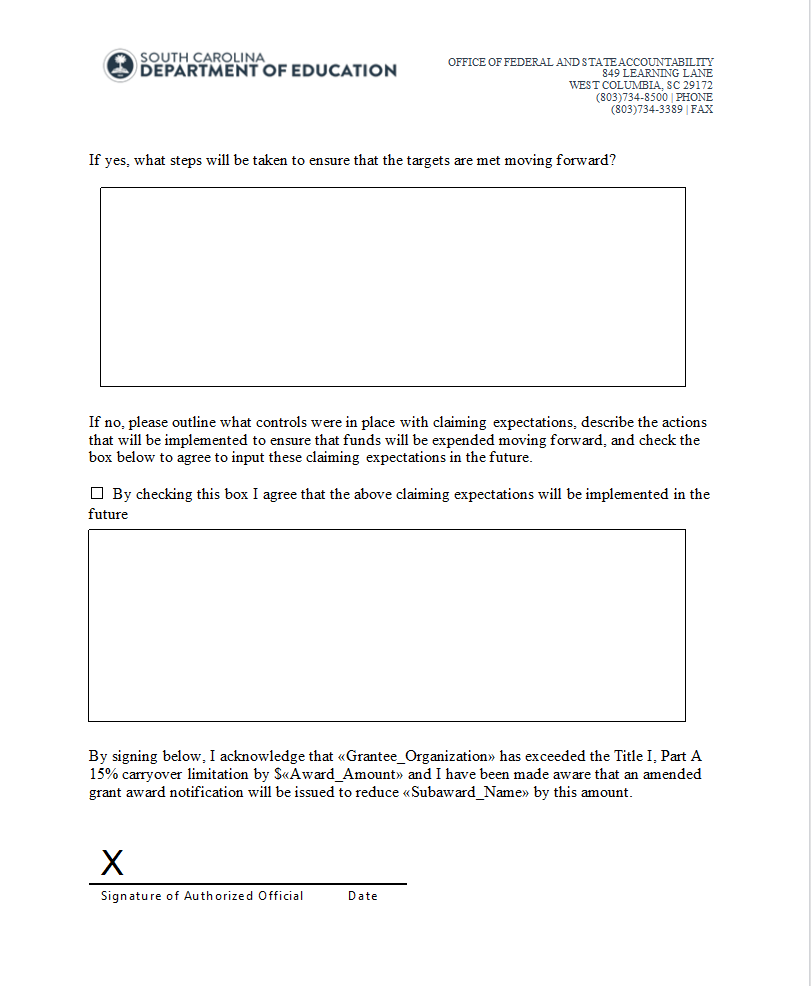 SOUTH CAROLINA
DEPARTMENT OF EDUCATION
OFFICE OF FEDERAL AND STATE ACCOUNTABILITY
849 LEARNING LANE
WEST COLUMBIA, SC 29172
(803)734-8500 | PHONE
(803)734-3389 | FAX
If yes, what steps will be taken to ensure that the targets are met moving forward?
If no, please outline what controls were in place with claiming expectations, describe the actions
that will be implemented to ensure that funds will be expended moving forward, and check the
box below to agree to input these claiming expectations in the future.
☐ By checking this box I agree that the above claiming expectations will be implemented in the
future
By signing below, I acknowledge that «Grantee_Organization» has exceeded the Title I, Part A
15% carryover limitation by $«Award_Amount» and I have been made aware that an amended
grant award notification will be issued to reduce «Subaward_Name» by this amount.
X
Signature of Authorized Official Date